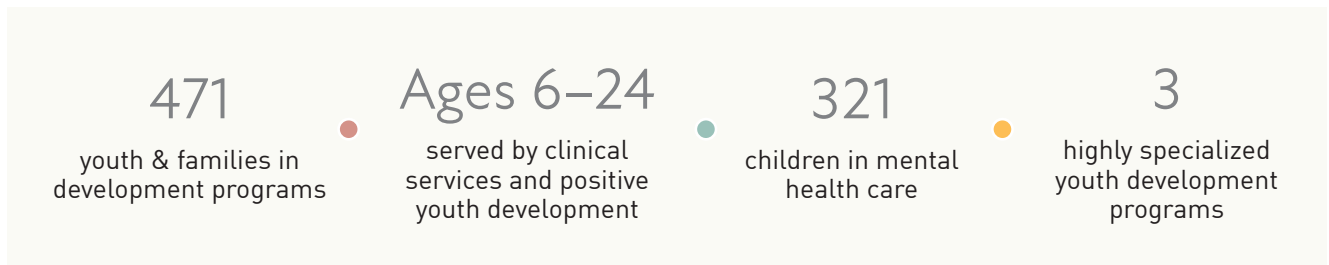 471
youth & families in
development programs
Ages 6–24
served by clinical
services and positive
youth development
321
children in mental
health care
3
highly specialized
youth development
programs